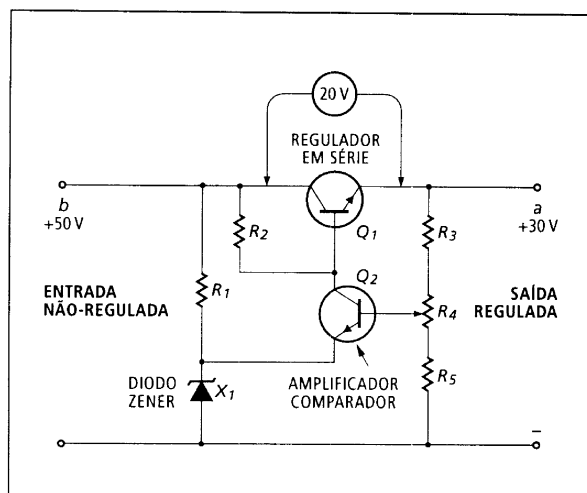 20 V
REGULADOR
EM SÉRIE
b
+50 V
a
+30 V
R2
Q1
R3
Q2
R1
R4
ENTRADA
NÃO-REGULADA
SAÍDA
REGULADA
R5
DIODO
ZENER
X1
AMPLIFICADOR
COMPARADOR
–